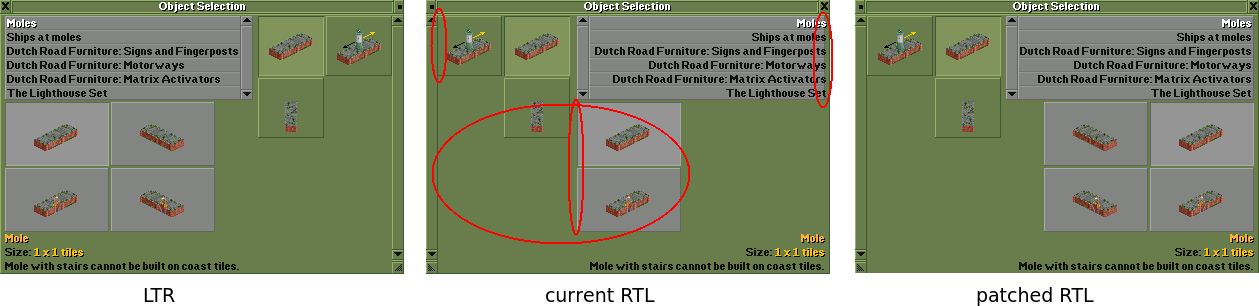 Object Selection
Moles
Ships at moles
Dutch Road Furniture: Signs and Fingerposts
Dutch Road Furniture: Motorways
Dutch Road Furniture: Matrix Activators
The Lighthouse Set
Mole
Size: 1 x 1 tiles
Mole with stairs cannot be built on coast tiles.
LTR
Object Selection
Moles
Ships at moles
Dutch Road Furniture: Signs and Fingerposts
Dutch Road Furniture: Motorways
Dutch Road Furniture: Matrix Activators
The Lighthouse Set
Mole
Size: 1 x 1 tiles
Mole with stairs cannot be built on coast tiles.
current RTL
Object Selection
Moles
Ships at moles
Dutch Road Furniture: Signs and Fingerposts
Dutch Road Furniture: Motorways
Dutch Road Furniture: Matrix Activators
The Lighthouse Set
Mole
Size: 1 x 1 tiles
Mole with stairs cannot be built on coast tiles.
patched RTL